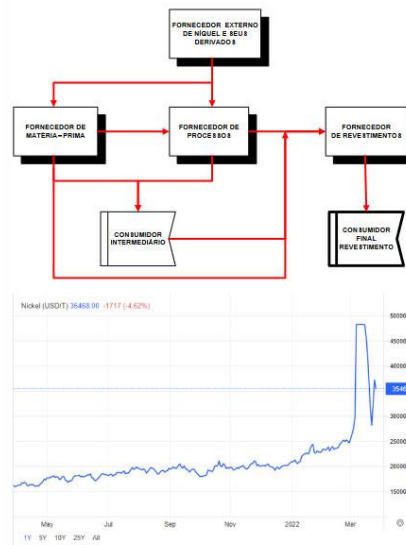 FORNECEDOR EXTERNO
DE NÍQUEL E SEUS
DERIVADOS
FORNECEDOR DE
MATÉRIA-PRIMA
FORNECEDOR DE
PROCESSOS
FORNECEDOR
DE REVESTIMENTOS
CONSUMIDOR
INTERMEDIÁRIO
CONSUMIDOR
FINAL
REVESTIMENTO
Nickel (USD/T) 35468.00 -1717 (-4.62%)
50000
45000
40000
3546
30000
25000
20000
15000
May Jul Sep Nov 2022 Mar
1Y 5Y 10Y 25Y All